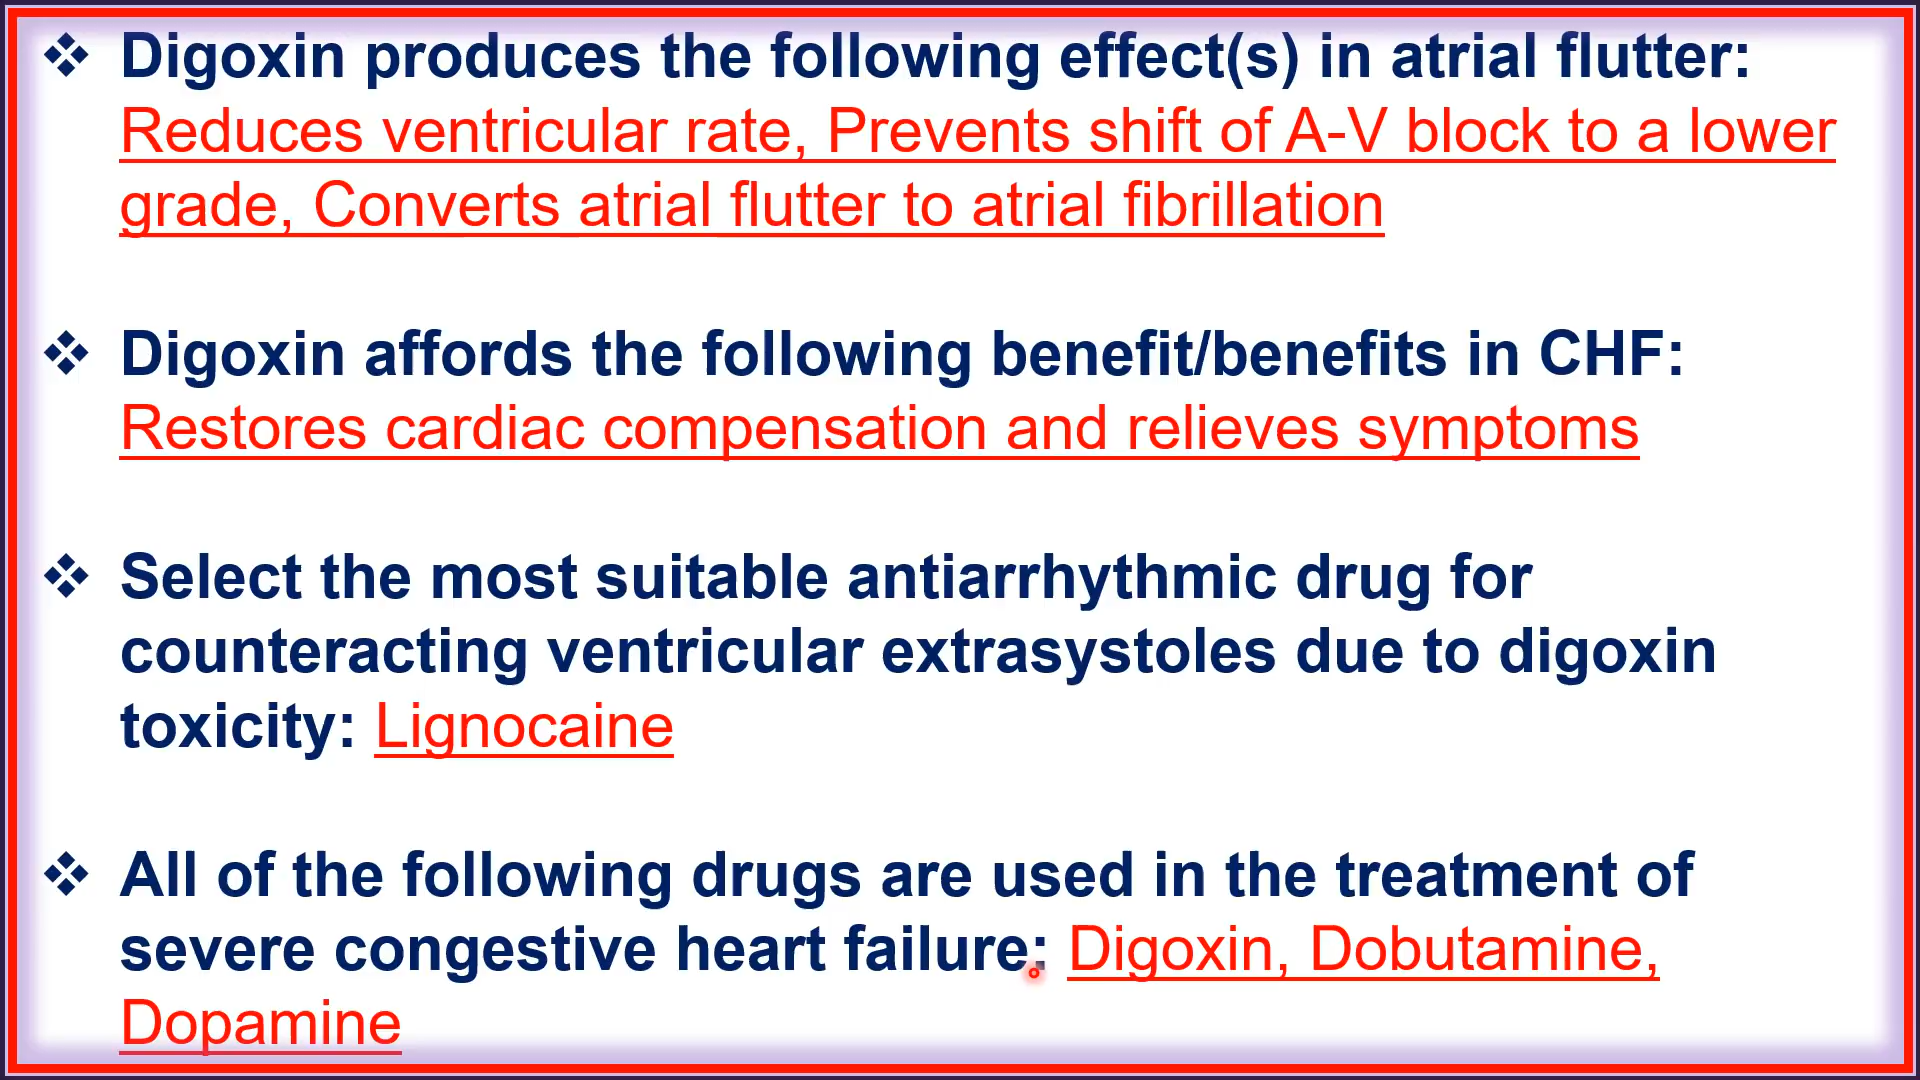 ❖ Digoxin produces the following effect(s) in atrial flutter:
Reduces ventricular rate, Prevents shift of A-V block to a lower
grade, Converts atrial flutter to atrial fibrillation
❖ Digoxin affords the following benefit/benefits in CHF:
Restores cardiac compensation and relieves symptoms
❖ Select the most suitable antiarrhythmic drug for
counteracting ventricular extrasystoles due to digoxin
toxicity: Lignocaine
❖ All of the following drugs are used in the treatment of
severe congestive heart failure: Digoxin, Dobutamine,
Dopamine